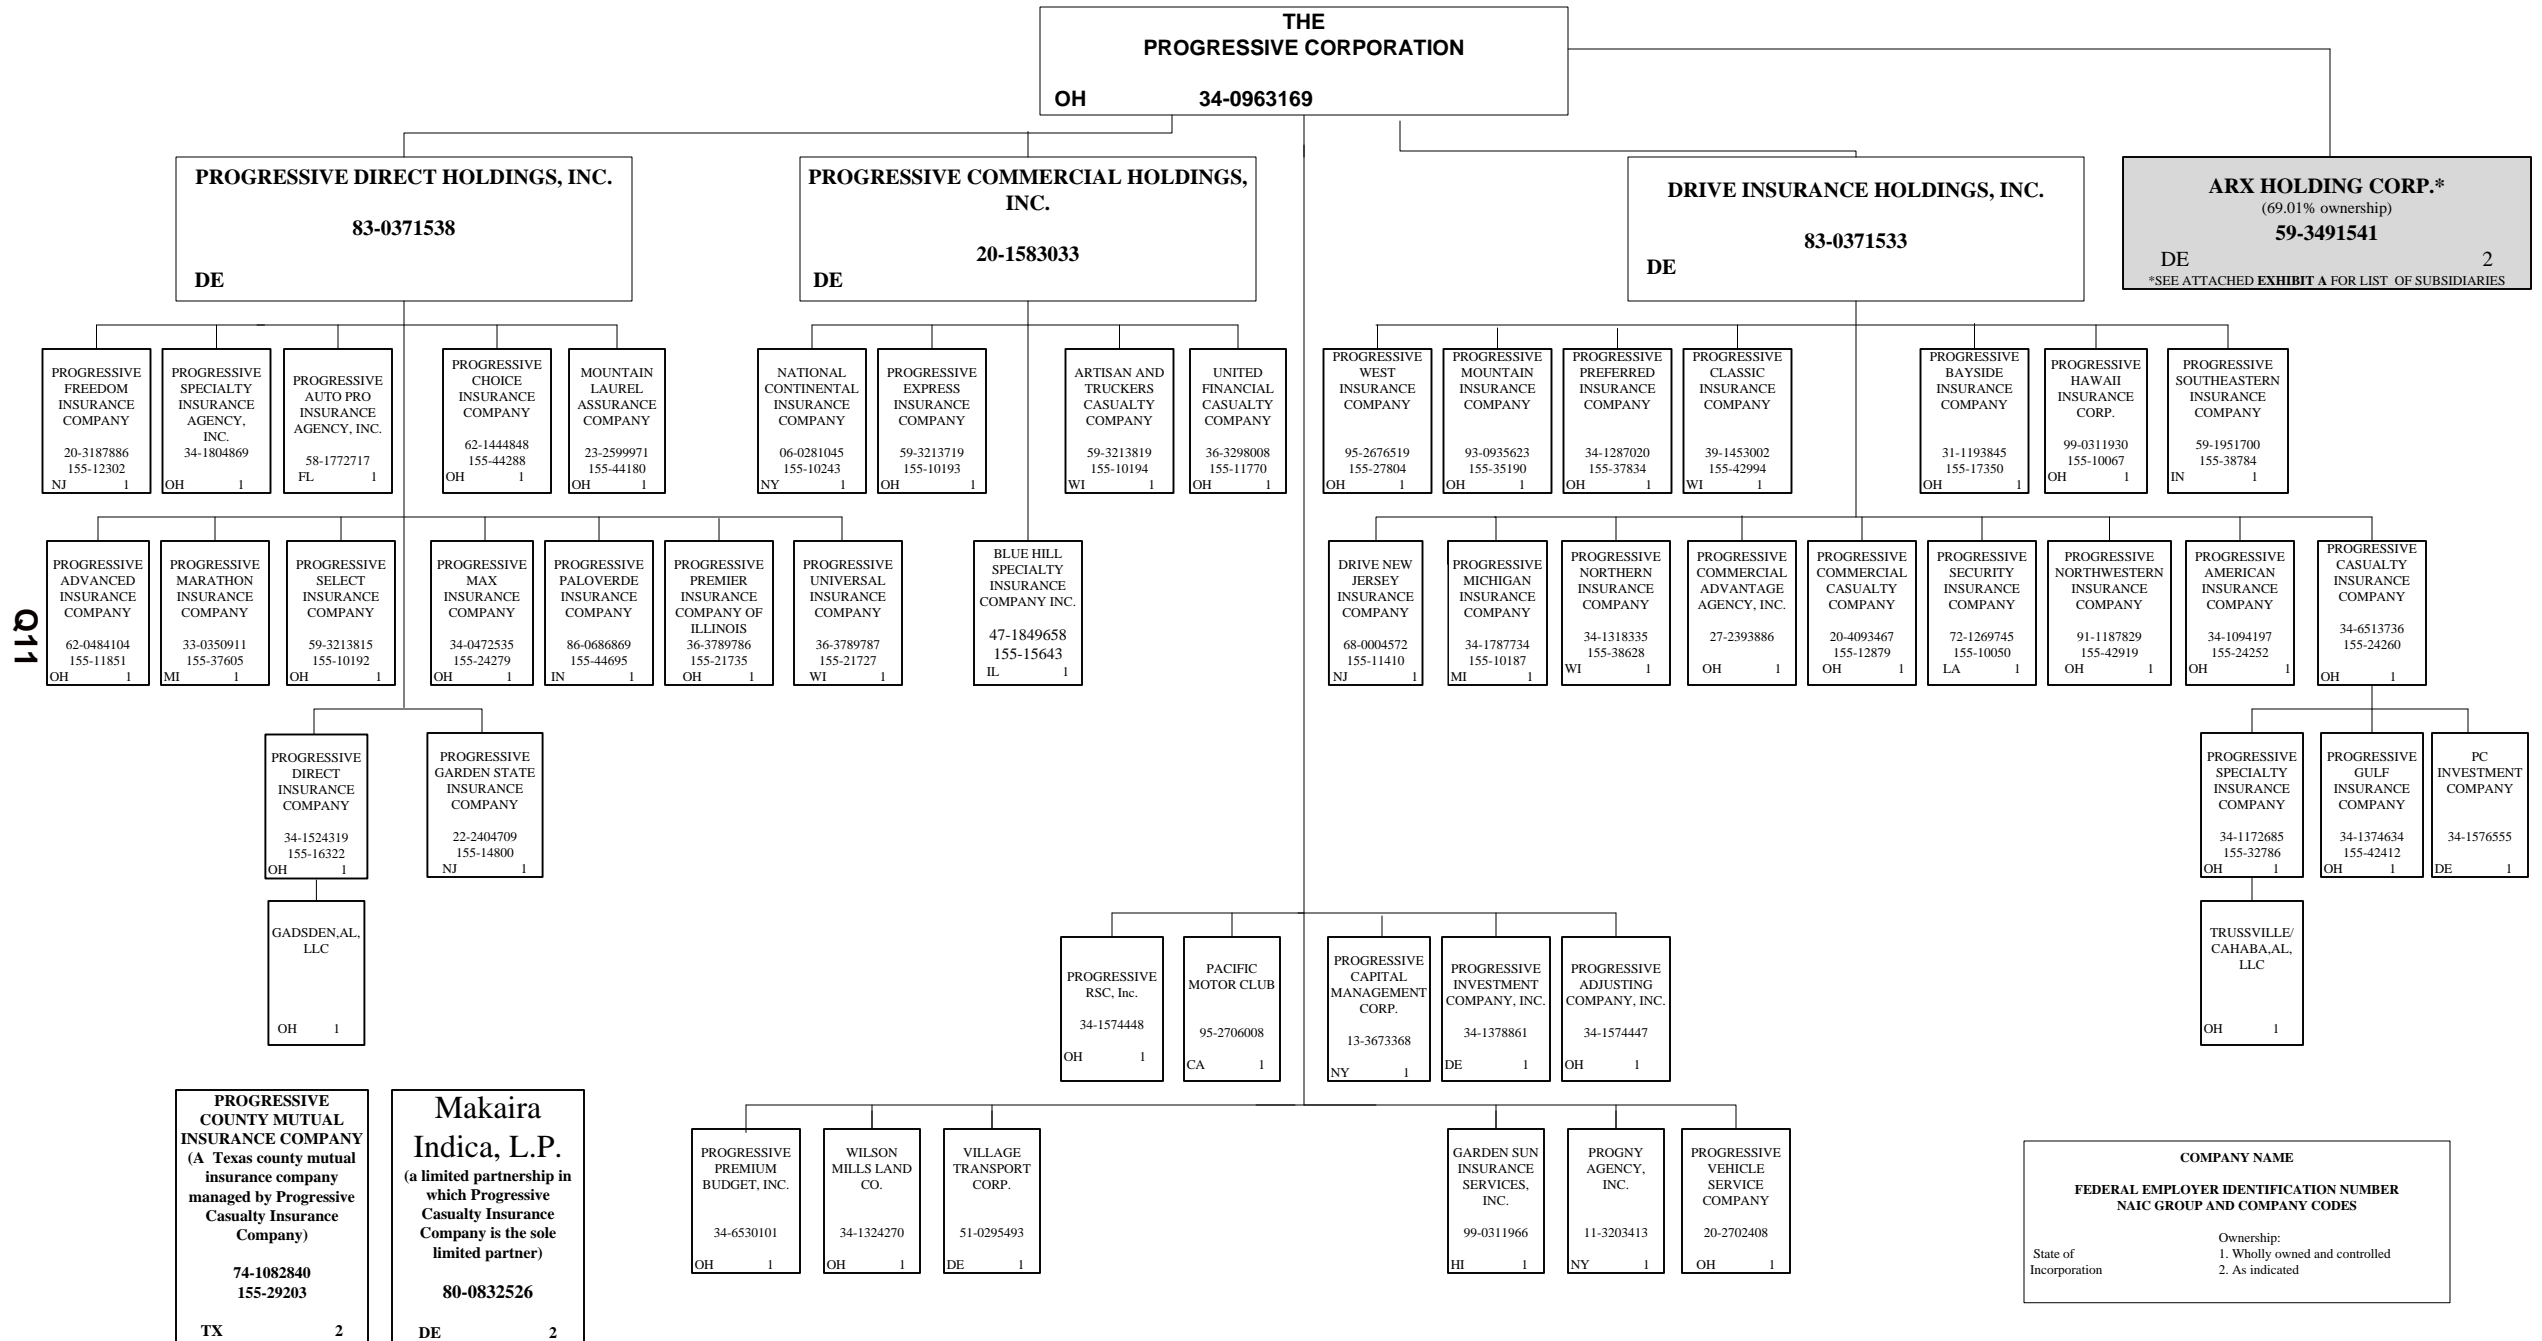 THE
PROGRESSIVE CORPORATION
OH 34-0963169
PROGRESSIVE DIRECT HOLDINGS, INC.
83-0371538
DE
PROGRESSIVE COMMERCIAL HOLDINGS,
INC.
20-1583033
DE
DRIVE INSURANCE HOLDINGS, INC.
83-0371533
DE
ARX HOLDING CORP.*
(69.01% ownership)
59-3491541
DE 2
*SEE ATTACHED EXHIBIT A FOR LIST OF SUBSIDIARIES
PROGRESSIVE
FREEDOM
INSURANCE
COMPANY
20-3187886
155-12302
NJ 1
PROGRESSIVE
SPECIALTY
INSURANCE
AGENCY,
INC.
34-1804869
OH 1
PROGRESSIVE
AUTO PRO
INSURANCE
AGENCY, INC.
58-1772717
FL 1
PROGRESSIVE
CHOICE
INSURANCE
COMPANY
62-1444848
155-44288
OH 1
MOUNTAIN
LAUREL
ASSURANCE
COMPANY
23-2599971
155-44180
OH 1
NATIONAL
CONTINENTAL
INSURANCE
COMPANY
06-0281045
155-10243
NY 1
PROGRESSIVE
EXPRESS
INSURANCE
COMPANY
59-3213719
155-10193
OH 1
ARTISAN AND
TRUCKERS
CASUALTY
COMPANY
59-3213819
155-10194
WI 1
UNITED
FINANCIAL
CASUALTY
COMPANY
36-3298008
155-11770
OH 1
PROGRESSIVE
WEST
INSURANCE
COMPANY
95-2676519
155-27804
OH 1
PROGRESSIVE
MOUNTAIN
INSURANCE
COMPANY
93-0935623
155-35190
OH 1
PROGRESSIVE
PREFERRED
INSURANCE
COMPANY
34-1287020
155-37834
OH 1
PROGRESSIVE
CLASSIC
INSURANCE
COMPANY
39-1453002
155-42994
WI 1
PROGRESSIVE
BAYSIDE
INSURANCE
COMPANY
31-1193845
155-17350
OH 1
PROGRESSIVE
HAWAII
INSURANCE
CORP.
99-0311930
155-10067
OH 1
PROGRESSIVE
SOUTHEASTERN
INSURANCE
COMPANY
59-1951700
155-38784
IN 1
PROGRESSIVE
ADVANCED
INSURANCE
COMPANY
62-0484104
155-11851
OH 1
PROGRESSIVE
MARATHON
INSURANCE
COMPANY
33-0350911
155-37605
MI 1
PROGRESSIVE
SELECT
INSURANCE
COMPANY
59-3213815
155-10192
OH 1
PROGRESSIVE
MAX
INSURANCE
COMPANY
34-0472535
155-24279
OH 1
PROGRESSIVE
PALOVERDE
INSURANCE
COMPANY
86-0686869
155-44695
IN 1
PROGRESSIVE
PREMIER
INSURANCE
COMPANY OF
ILLINOIS
36-3789786
155-21735
OH 1
PROGRESSIVE
UNIVERSAL
INSURANCE
COMPANY
36-3789787
155-21727
WI 1
BLUE HILL
SPECIALTY
INSURANCE
COMPANY INC.
47-1849658
155-15643
IL 1
DRIVE NEW
JERSEY
INSURANCE
COMPANY
68-0004572
155-11410
NJ 1
PROGRESSIVE
MICHIGAN
INSURANCE
COMPANY
34-1787734
155-10187
MI 1
PROGRESSIVE
NORTHERN
INSURANCE
COMPANY
34-1318335
155-38628
WI 1
PROGRESSIVE
COMMERCIAL
ADVANTAGE
AGENCY, INC.
27-2393886
OH 1
PROGRESSIVE
COMMERCIAL
CASUALTY
COMPANY
20-4093467
155-12879
OH 1
PROGRESSIVE
SECURITY
INSURANCE
COMPANY
72-1269745
155-10050
LA 1
PROGRESSIVE
NORTHWESTERN
INSURANCE
COMPANY
91-1187829
155-42919
OH 1
PROGRESSIVE
AMERICAN
INSURANCE
COMPANY
34-1094197
155-24252
OH 1
PROGRESSIVE
CASUALTY
INSURANCE
COMPANY
34-6513736
155-24260
OH 1
Q11
PROGRESSIVE
DIRECT
INSURANCE
COMPANY
34-1524319
155-16322
OH 1
PROGRESSIVE
GARDEN STATE
INSURANCE
COMPANY
22-2404709
155-14800
NJ 1
PROGRESSIVE
SPECIALTY
INSURANCE
COMPANY
34-1172685
155-32786
OH 1
PROGRESSIVE
GULF
INSURANCE
COMPANY
34-1374634
155-42412
OH 1
PC
INVESTMENT
COMPANY
34-1576555
DE 1
GADSDEN,AL,
LLC
OH 1
PROGRESSIVE
RSC, Inc.
34-1574448
OH 1
PACIFIC
MOTOR CLUB
95-2706008
CA 1
PROGRESSIVE
CAPITAL
MANAGEMENT
CORP.
13-3673368
NY 1
PROGRESSIVE
INVESTMENT
COMPANY, INC.
34-1378861
DE 1
PROGRESSIVE
ADJUSTING
COMPANY, INC.
34-1574447
OH 1
TRUSSVILLE/
CAHABA,AL,
LLC
OH 1
PROGRESSIVE
COUNTY MUTUAL
INSURANCE COMPANY
(A Texas county mutual
insurance company
managed by Progressive
Casualty Insurance
Company)
74-1082840
155-29203
TX 2
Makaira
Indica, L.P.
(a limited partnership in
which Progressive
Casualty Insurance
Company is the sole
limited partner)
80-0832526
DE 2
PROGRESSIVE
PREMIUM
BUDGET, INC.
34-6530101
OH 1
WILSON
MILLS LAND
CO.
34-1324270
OH 1
VILLAGE
TRANSPORT
CORP.
51-0295493
DE 1
GARDEN SUN
INSURANCE
SERVICES,
INC.
99-0311966
HI 1
PROGNY
AGENCY,
INC.
11-3203413
NY 1
PROGRESSIVE
VEHICLE
SERVICE
COMPANY
20-2702408
OH 1
COMPANY NAME
FEDERAL EMPLOYER IDENTIFICATION NUMBER
NAIC GROUP AND COMPANY CODES
Ownership:
State of 1. Wholly owned and controlled
Incorporation 2. As indicated